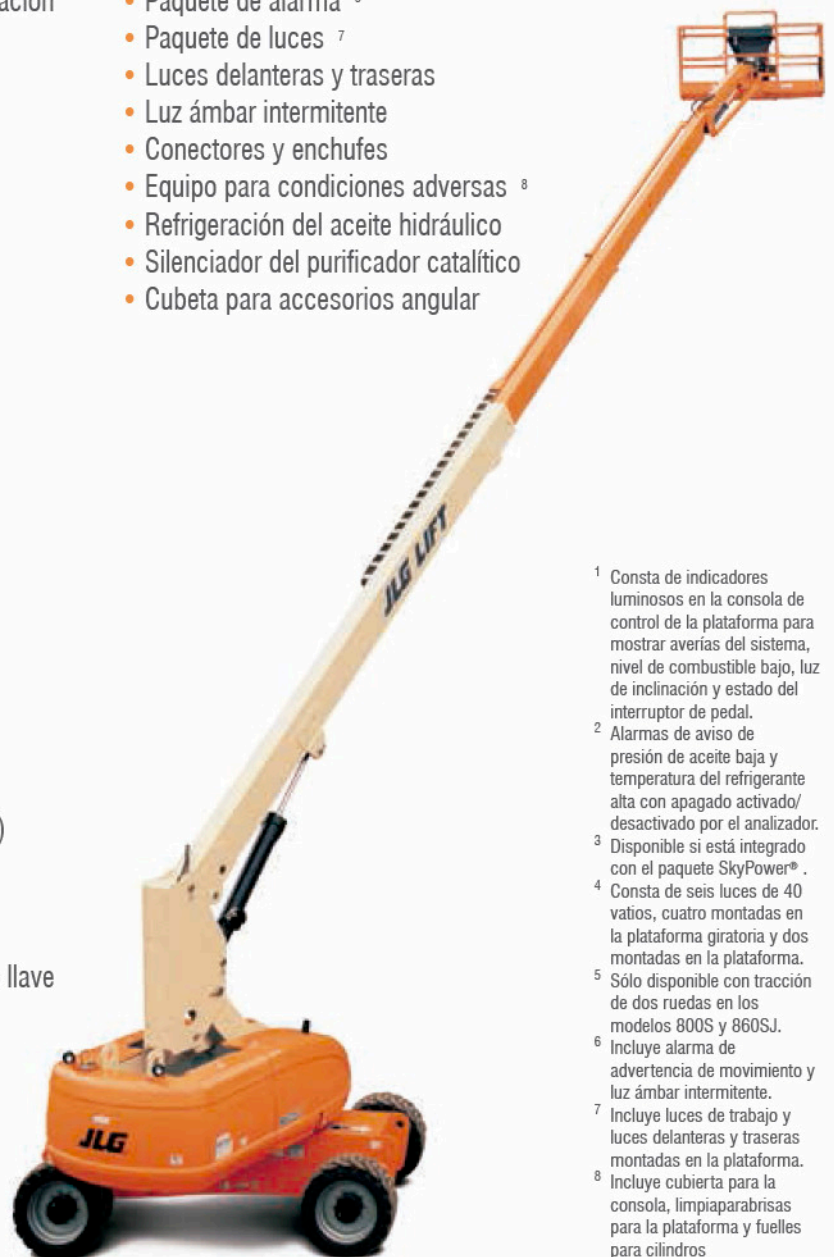 • Paquete de alarma
• Paquete de luces 7
• Luces delanteras y traseras
• Luz ámbar intermitente
• Conectores y enchufes
• Equipo para condiciones adversas 8
• Refrigeración del aceite hidráulico
• Silenciador del purificador catalítico
• Cubeta para accesorios angular
)
llave
JLG LIFT
JLG
1 Consta de indicadores
luminosos en la consola de
control de la plataforma para
mostrar averías del sistema,
nivel de combustible bajo, luz
de inclinación y estado del
interruptor de pedal.
2 Alarmas de aviso de
presión de aceite baja y
temperatura del refrigerante
alta con apagado activado/
desactivado por el analizador.
3 Disponible si está integrado
con el paquete SkyPower® .
4 Consta de seis luces de 40
vatios, cuatro montadas en
la plataforma giratoria y dos
montadas en la plataforma.
5 Sólo disponible con tracción
de dos ruedas en los
modelos 800S y 860SJ.
6 Incluye alarma de
advertencia de movimiento y
luz ámbar intermitente.
7 Incluye luces de trabajo y
luces delanteras y traseras
montadas en la plataforma.
8 Incluye cubierta para la
consola, limpiaparabrisas
para la plataforma y fuelles
para cilindros